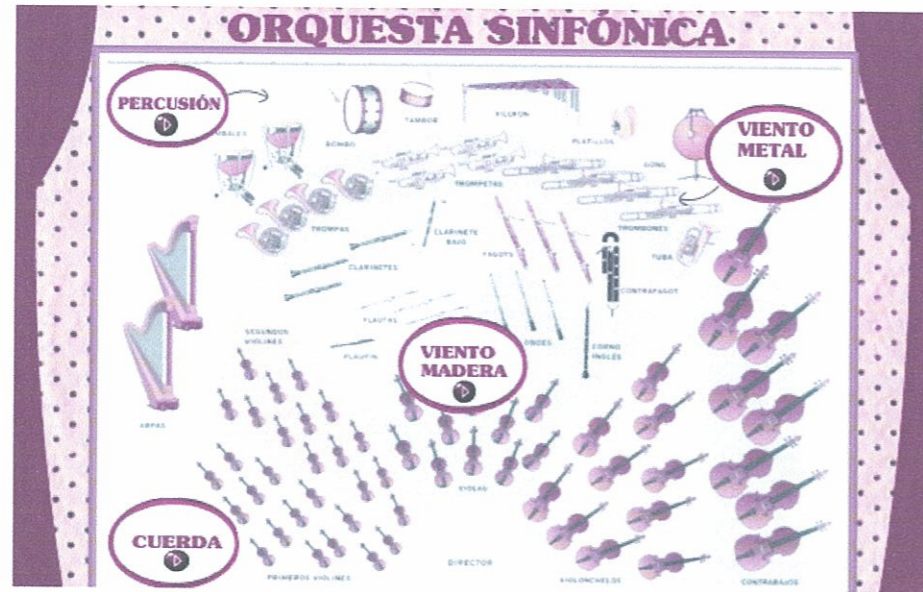 ORQUESTA SINFÓNICA
PERCUSIÓN
TAMBOR
XILOFÓN
BOMBO
PLATILLOS
VIENTO
METAL
GONG
TROMPETAS
TROMPAS
CLARINETE
BAJO
TROMBONES
FAGOTS
TUBA
CLARINETES
CONTRAFAGOT
FLAUTAS
SEGUNDOS
VIOLINES
FLAUTÍN
OBOES
CORNO
INGLÉS
VIENTO
MADERA
ARPAS
VIOLAS
CUERDA
DIRECTOR
PRIMEROS VIOLINES
VIOLONCHELOS
CONTRABAJOS